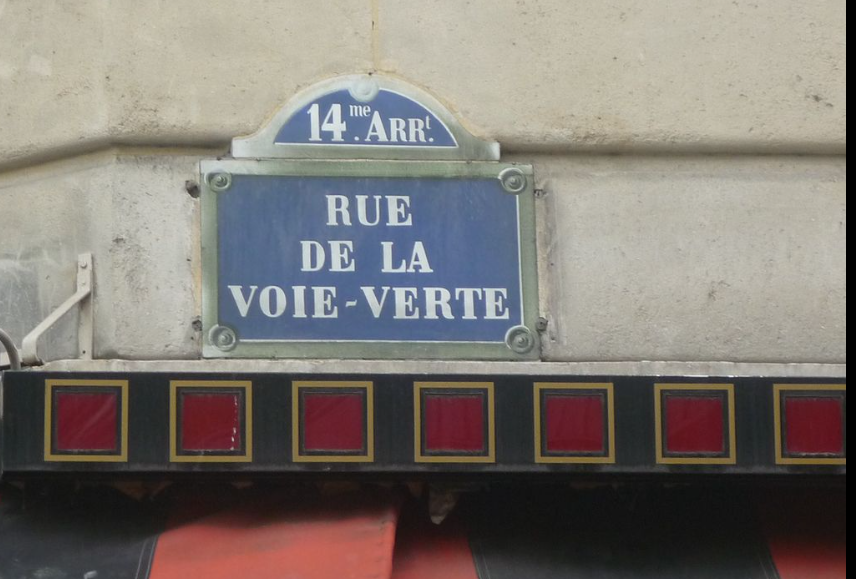 14me. ARRt.
RUE
DE LA
VOIE-VERTE